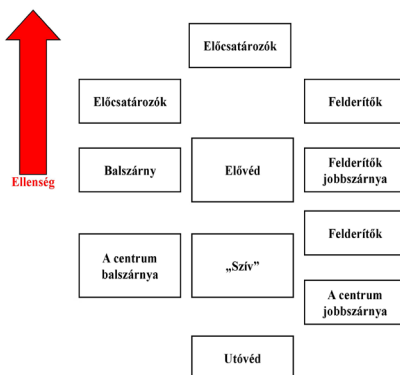 Előcsatározók
Előcsatározók
Felderítők
Balszárny
Elővéd
Felderítők
jobbszárnya
Ellenség
Felderítők
A centrum
balszárnya
„Szív”
A centrum
jobbszárnya
Utóvéd